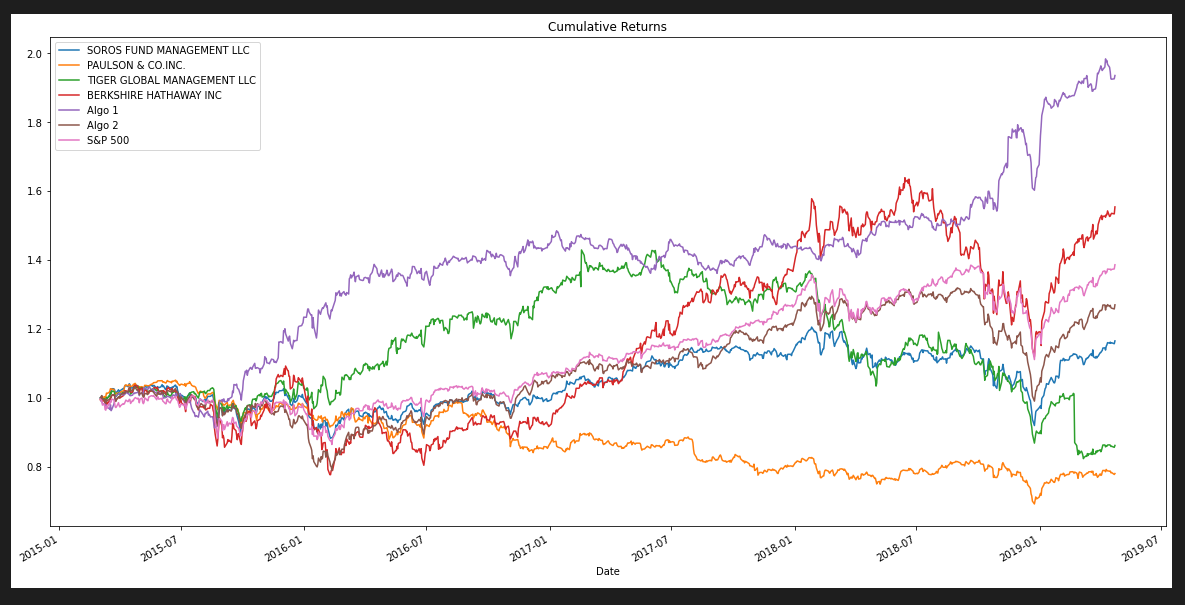 Cumulative Returns
SOROS FUND MANAGEMENT LLC
PAULSON & CO.INC.
TIGER GLOBAL MANAGEMENT LLC
BERKSHIRE HATHAWAY INC
Algo 1
Algo 2
S&P 500
2.0
1.8
1.6
1.4
1.2
1.0
0.8
2015-01
2015-07
2016-01
2016-07
2017-01
2017-07
2018-01
2018-07
2019-01
2019-07
Date